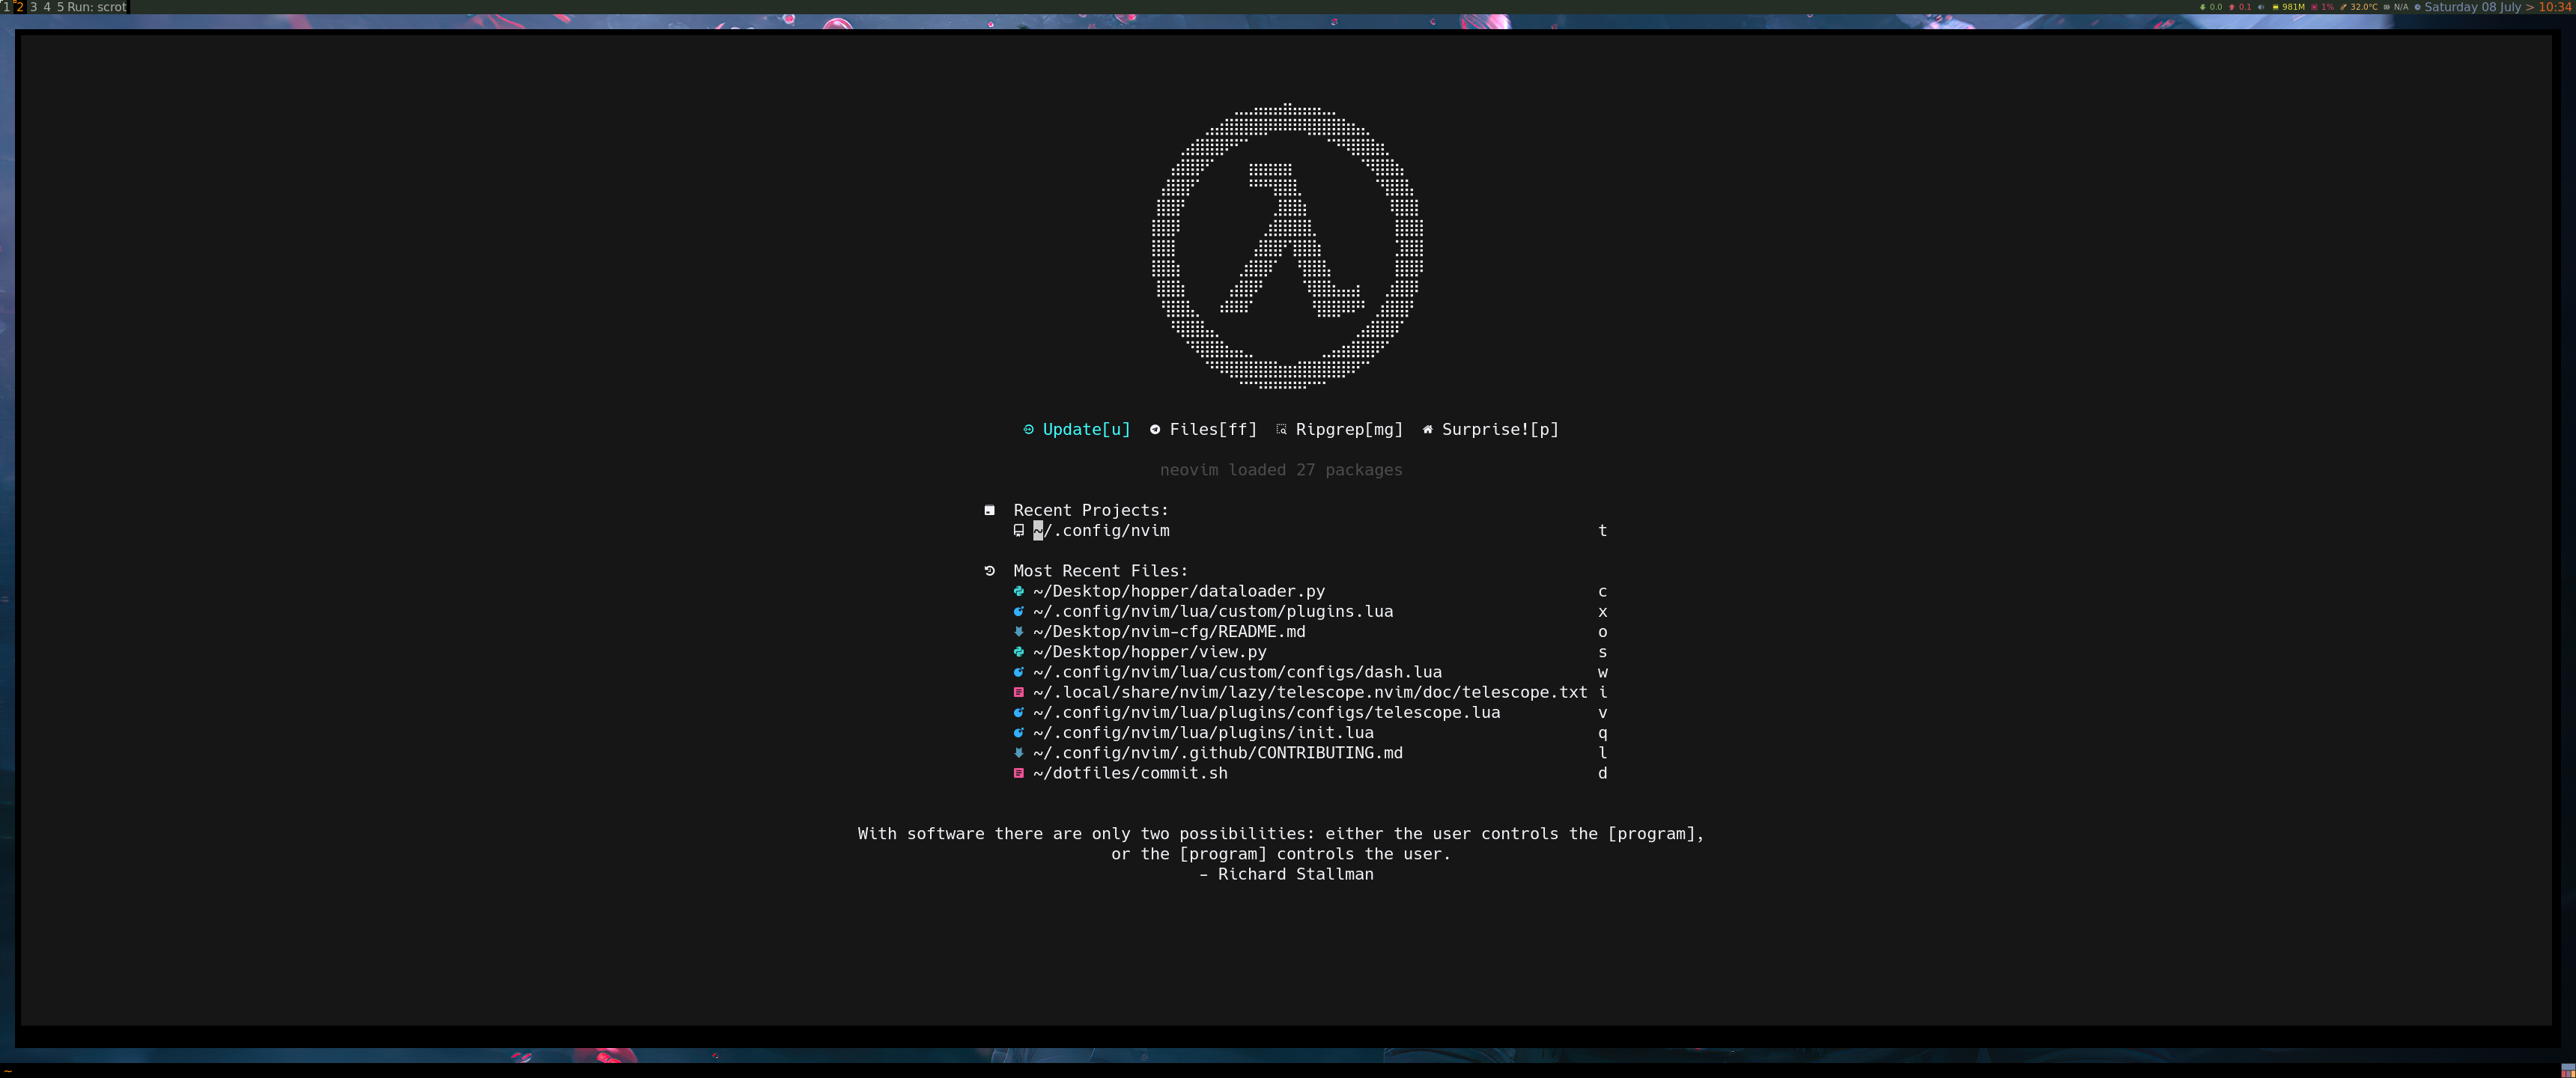 1 2 3 4 5 Run: scrot
0.0 0.1 981M 1% 32.0°C N/A Saturday 08 July > 10:34
λ
Update[u] Files[ff] Ripgrep[mg] Surprise![p]
neovim loaded 27 packages
Recent Projects:
~/.config/nvim t
Most Recent Files:
~/Desktop/hopper/dataloader.py c
~/.config/nvim/lua/custom/plugins.lua x
~/Desktop/nvim-cfg/README.md o
~/Desktop/hopper/view.py s
~/.config/nvim/lua/custom/configs/dash.lua w
~/.local/share/nvim/lazy/telescope.nvim/doc/telescope.txt i
~/.config/nvim/lua/plugins/configs/telescope.lua v
~/.config/nvim/lua/plugins/init.lua q
~/.config/nvim/.github/CONTRIBUTING.md l
~/dotfiles/commit.sh d
With software there are only two possibilities: either the user controls the [program],
or the [program] controls the user.
- Richard Stallman
~